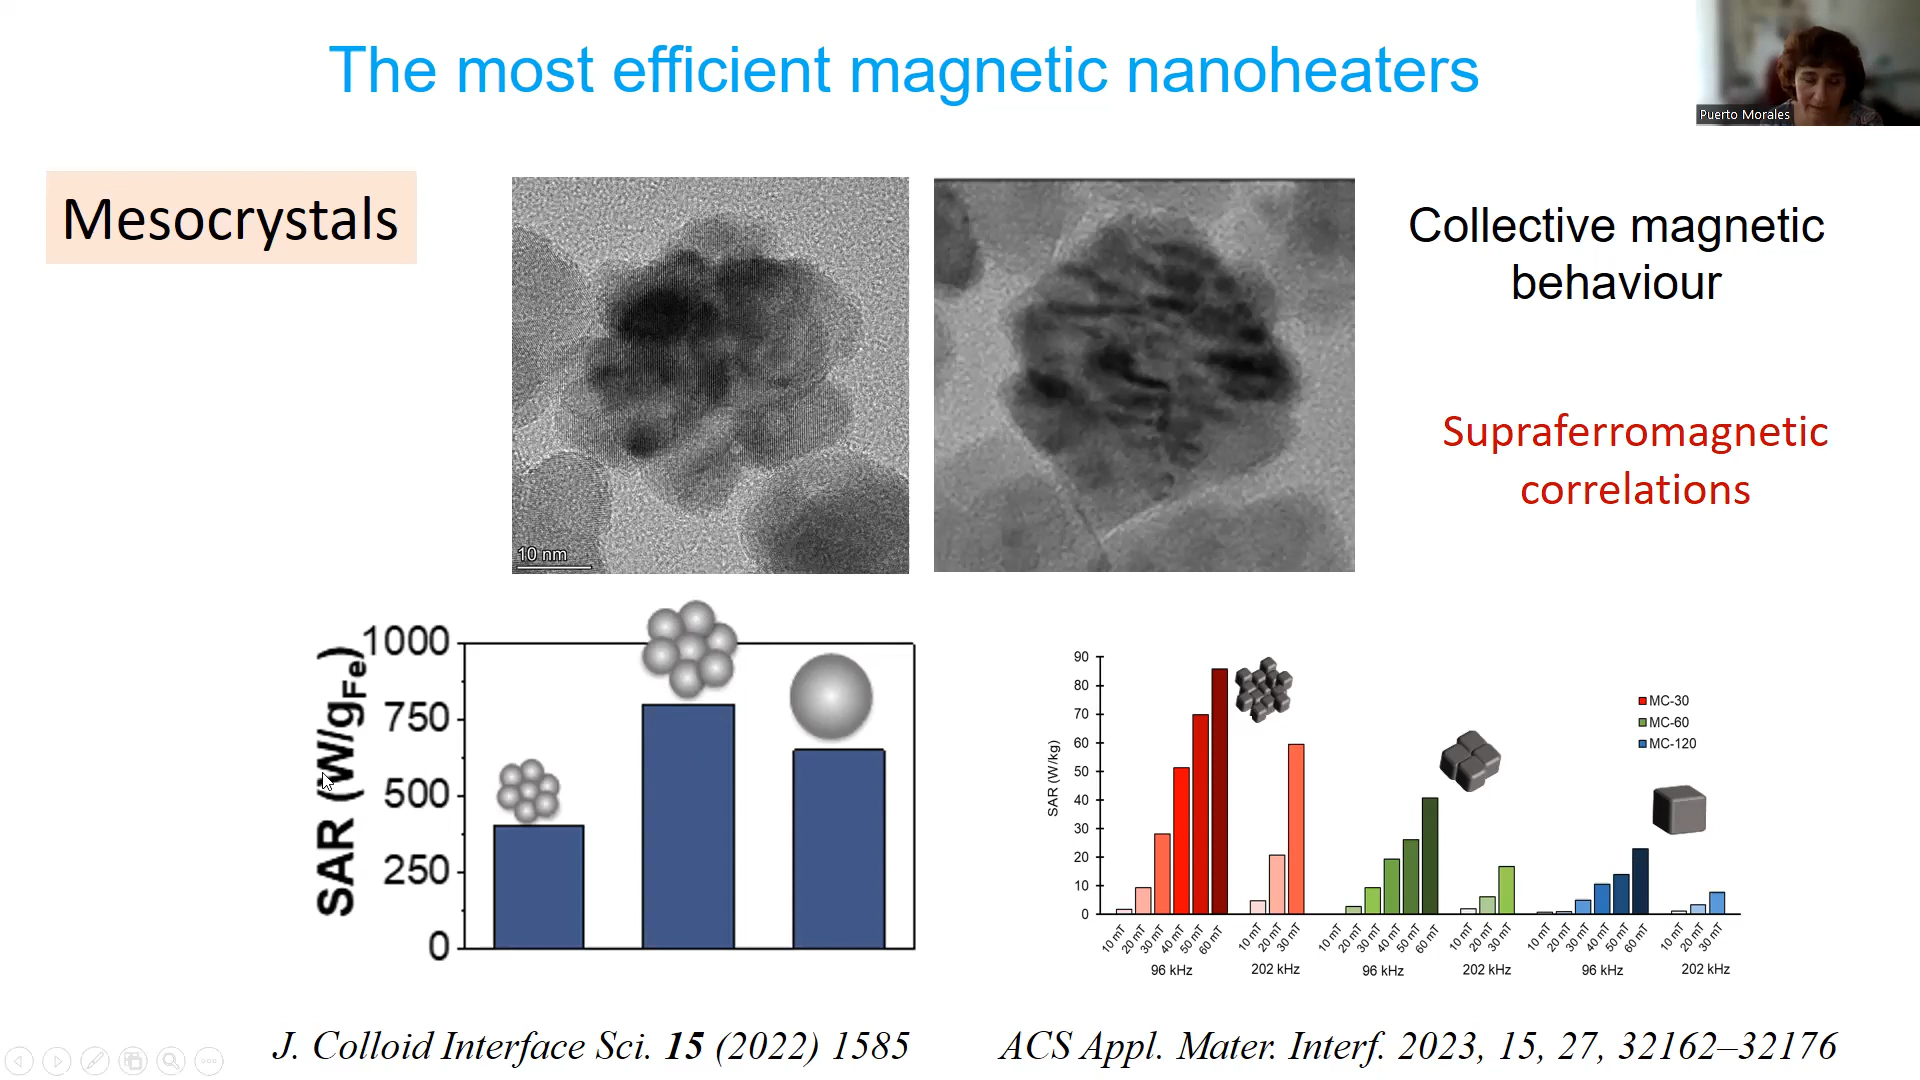 The most efficient magnetic nanoheaters
Puerto Morales
Mesocrystals
10 nm
Collective magnetic
behaviour
Supraferromagnetic
correlations
SAR (W/gFe)
1000
750
500
250
0
SAR (W/kg)
90
80
70
60
50
40
30
20
10
0
MC-30
MC-60
MC-120
10 mT 20 mT 30 mT 40 mT 50 mT 60 mT 10 mT 20 mT 30 mT 10 mT 20 mT 30 mT 40 mT 50 mT 60 mT 10 mT 20 mT 30 mT 10 mT 20 mT 30 mT 40 mT 50 mT 60 mT 10 mT 20 mT 30 mT
96 kHz 202 kHz 96 kHz 202 kHz 96 kHz 202 kHz
J. Colloid Interface Sci. 15 (2022) 1585
ACS Appl. Mater. Interf. 2023, 15, 27, 32162–32176